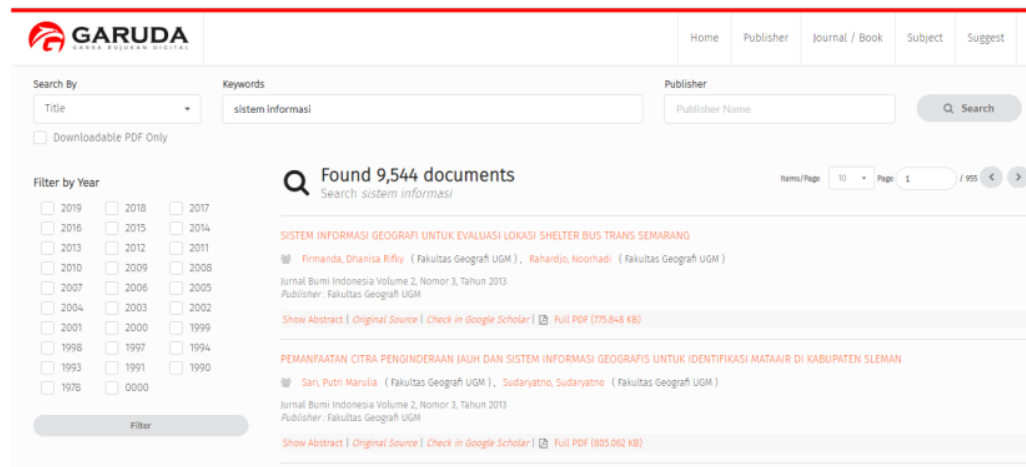 GARUDA
GARBA RUJUKAN DIGITAL
Home Publisher Journal / Book Subject Suggest
Search By Keywords Publisher
Title sistem informasi Publisher Name Search
Downloadable PDF Only
Filter by Year
Found 9,544 documents
Search sistem informasi
Items/Page 10 Page 1 / 955
2019 2018 2017
2016 2015 2014
2013 2012 2011
2010 2009 2008
2007 2006 2005
2004 2003 2002
2001 2000 1999
1998 1997 1994
1993 1991 1990
1978 0000
Filter
SISTEM INFORMASI GEOGRAFI UNTUK EVALUASI LOKASI SHELTER BUS TRANS SEMARANG
Firmanda, Dhanisa Rifky ( Fakultas Geografi UGM ) , Rahardjo, Noorhadi ( Fakultas Geografi UGM )
Jurnal Bumi Indonesia Volume 2, Nomor 3, Tahun 2013
Publisher : Fakultas Geografi UGM
Show Abstract | Original Source | Check in Google Scholar | Full PDF (775.848 KB)
PEMANFAATAN CITRA PENGINDERAAN JAUH DAN SISTEM INFORMASI GEOGRAFIS UNTUK IDENTIFIKASI MATAAIR DI KABUPATEN SLEMAN
Sari, Putri Marulia ( Fakultas Geografi UGM ) , Sudaryatno, Sudaryatno ( Fakultas Geografi UGM )
Jurnal Bumi Indonesia Volume 2, Nomor 3, Tahun 2013
Publisher : Fakultas Geografi UGM
Show Abstract | Original Source | Check in Google Scholar | Full PDF (805.062 KB)